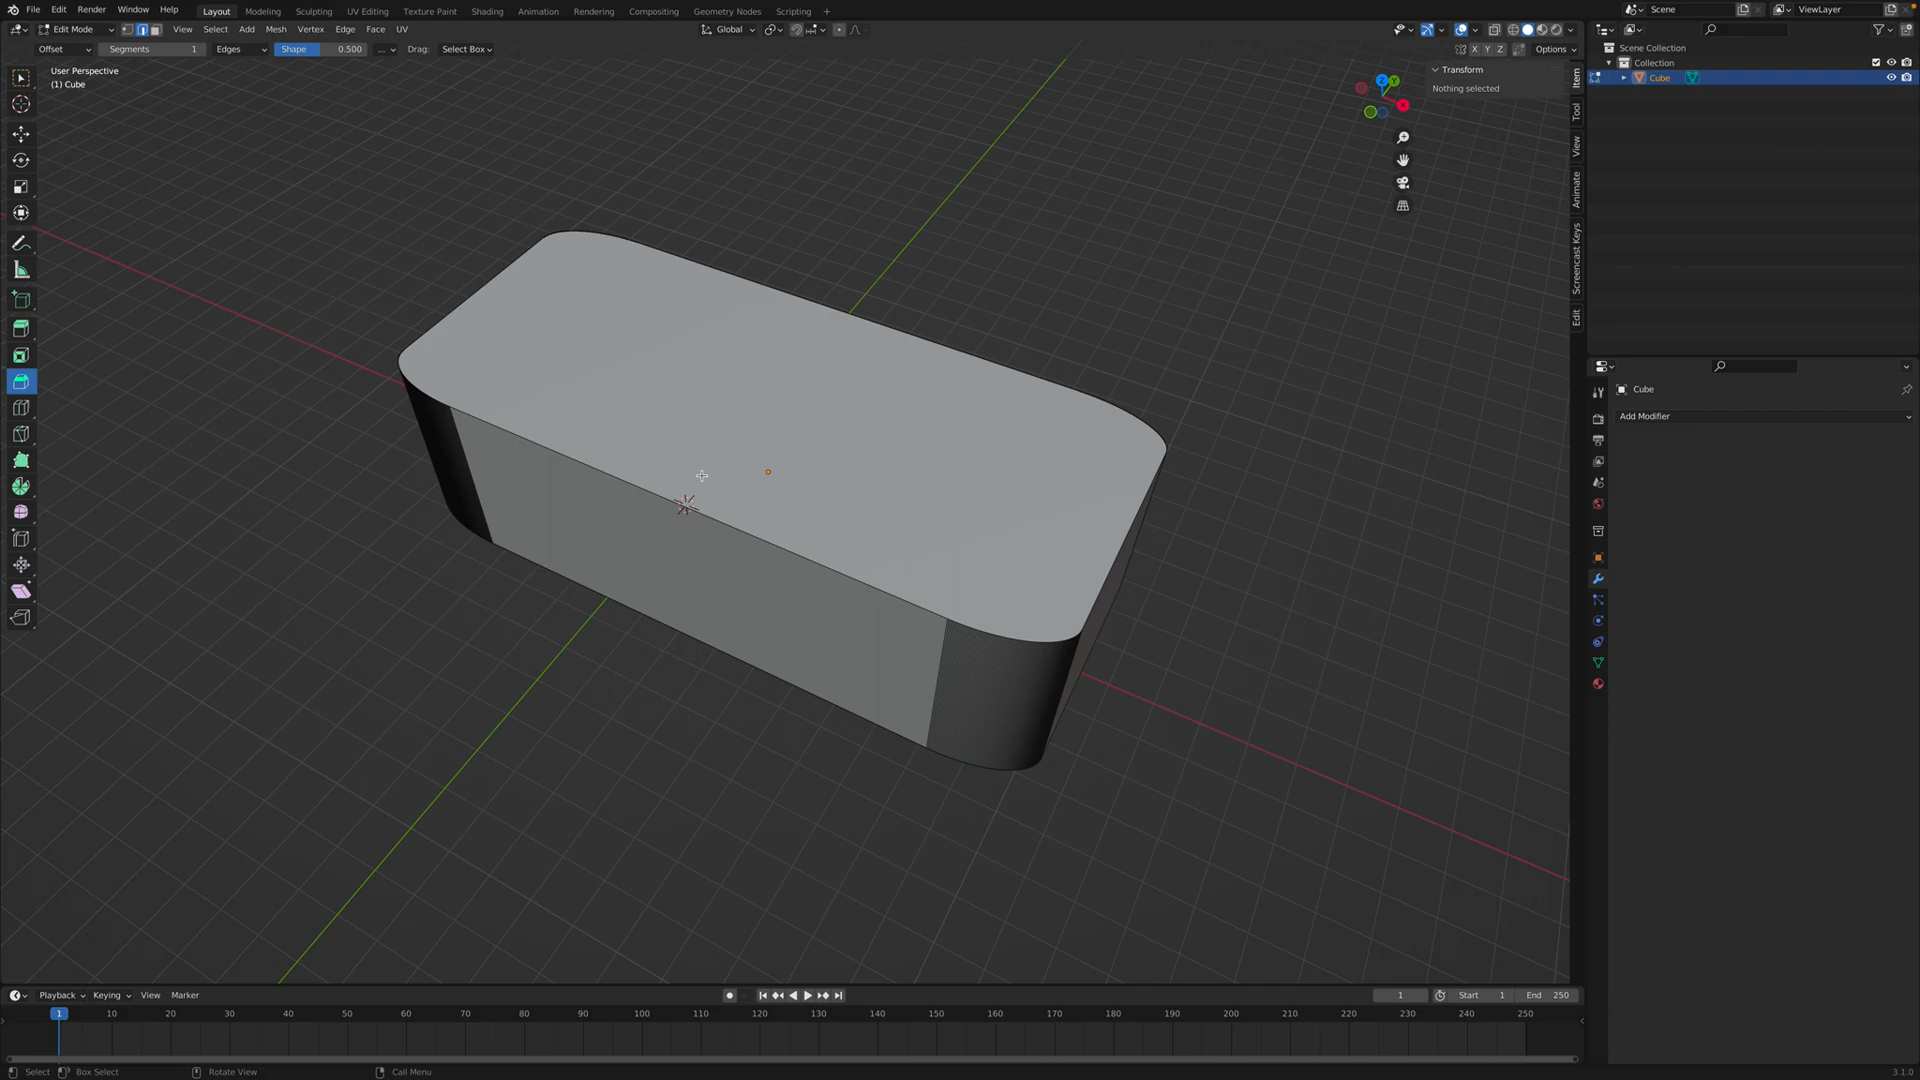 File Edit Render Window Help Layout Modeling Sculpting UV Editing Texture Paint Shading Animation Rendering Compositing Geometry Nodes Scripting + Scene ViewLayer
Edit Mode View Select Add Mesh Vertex Edge Face UV Global
Offset Segments 1 Edges Shape 0.500 ... Drag: Select Box X Y Z Options
User Perspective
(1) Cube
Transform
Nothing selected
Z Y X
Item
Tool
View
Animate
Screencast Keys
Edit
Scene Collection
Collection
Cube
Cube
Add Modifier
Playback Keying View Marker 1 Start 1 End 250
1 10 20 30 40 50 60 70 80 90 100 110 120 130 140 150 160 170 180 190 200 210 220 230 240 250
Select Box Select Rotate View Call Menu 3.1.0